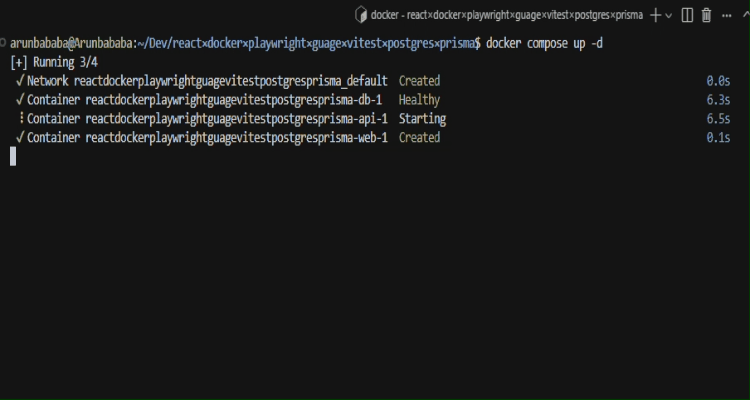 docker - react×docker×playwright×guage×vitest×postgres×prisma
arunbababa@Arunbababa:~/Dev/react×docker×playwright×guage×vitest×postgres×prisma$ docker compose up -d
[+] Running 3/4
✓ Network reactdockerplaywrightguagevitestpostgresprisma_default Created 0.0s
✓ Container reactdockerplaywrightguagevitestpostgresprisma-db-1 Healthy 6.3s
⠸ Container reactdockerplaywrightguagevitestpostgresprisma-api-1 Starting 6.5s
✓ Container reactdockerplaywrightguagevitestpostgresprisma-web-1 Created 0.1s